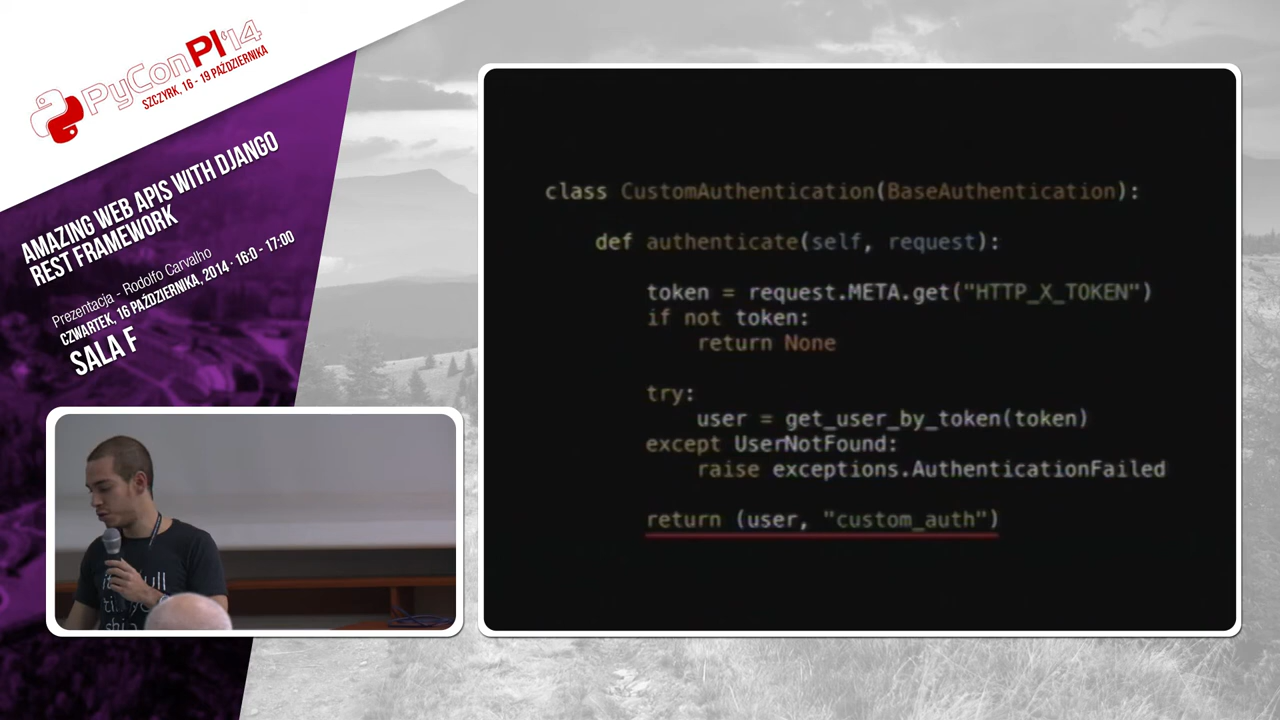 PyConPl'14
SZCZYRK, 16 - 19 PAŹDZIERNIKA
AMAZING WEB APIS WITH DJANGO
REST FRAMEWORK
Prezentacja - Rodolfo Carvalho
CZWARTEK, 16 PAŹDZIERNIKA, 2014 · 16:0 - 17:00
SALA F
class CustomAuthentication(BaseAuthentication):
def authenticate(self, request):
token = request.META.get("HTTP_X_TOKEN")
if not token:
return None
try:
user = get_user_by_token(token)
except UserNotFound:
raise exceptions.AuthenticationFailed
return (user, "custom_auth")